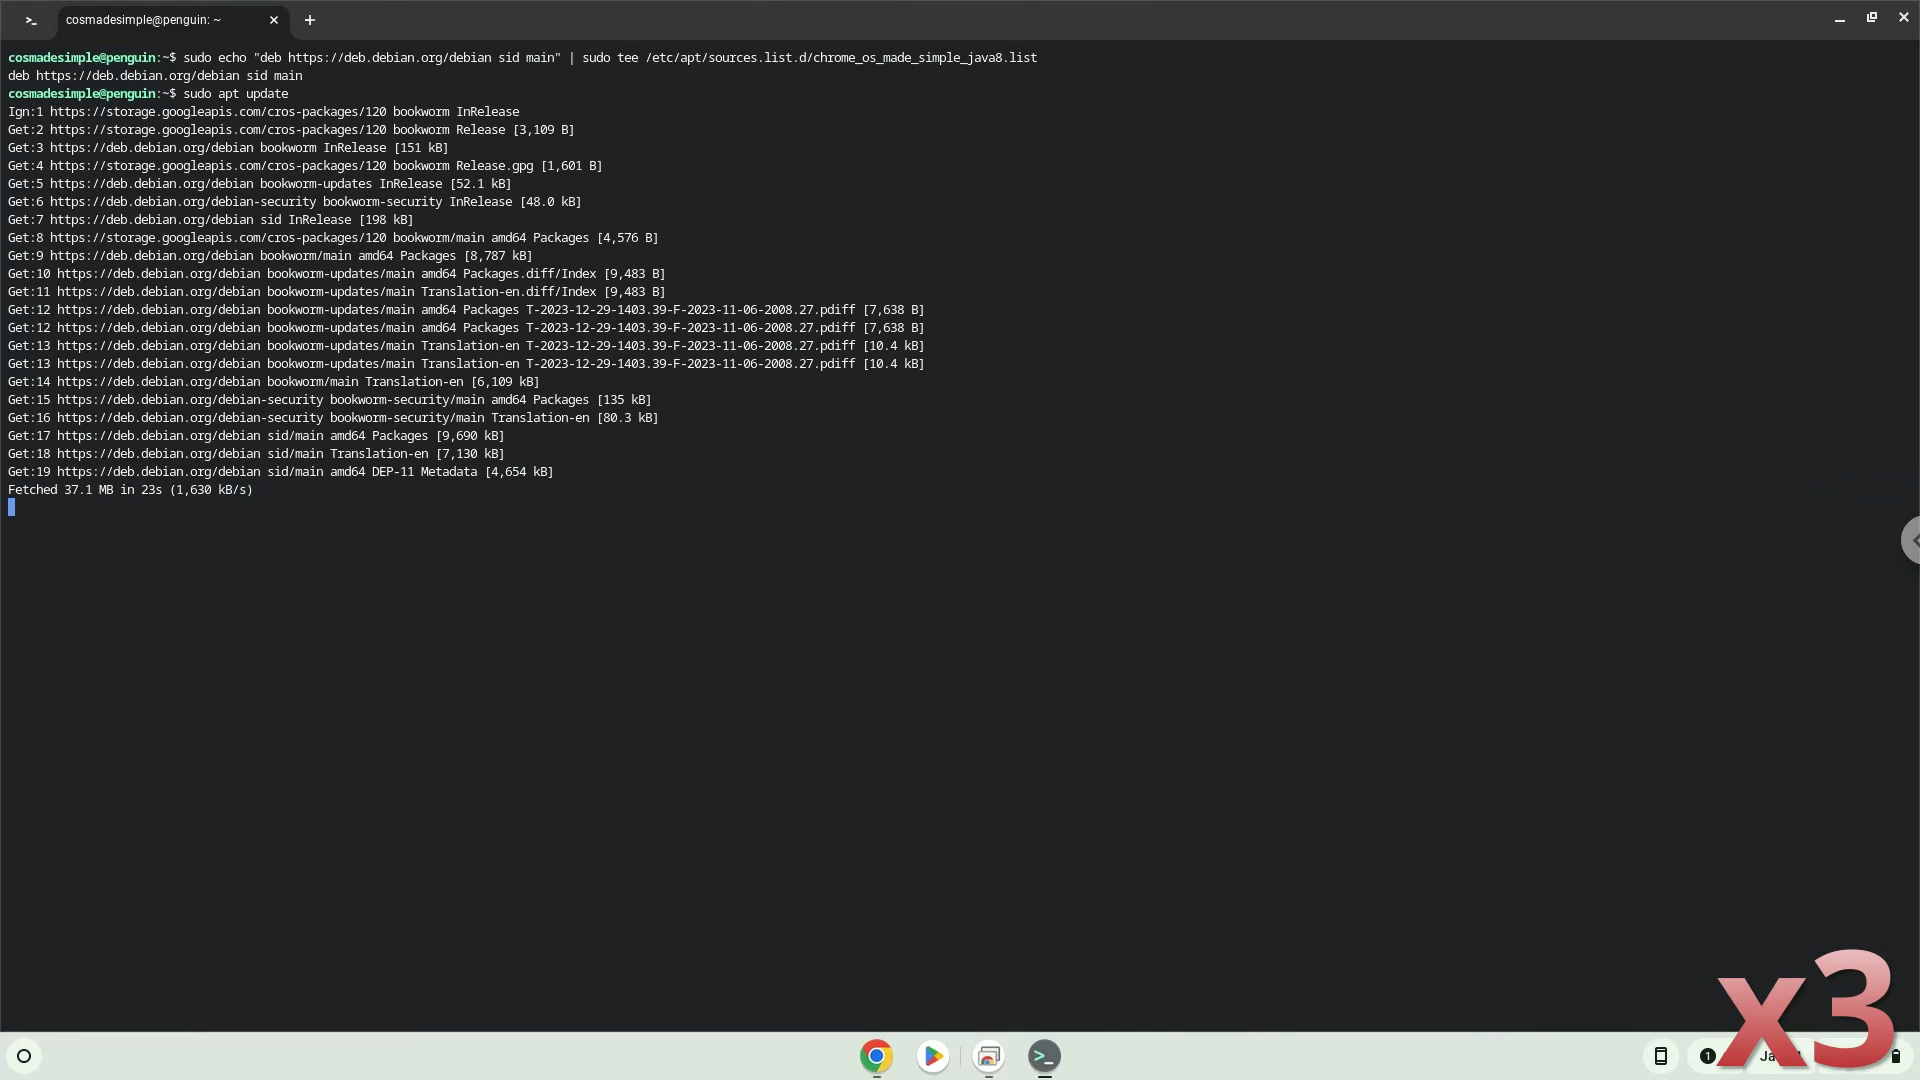 cosmadesimple@penguin: ~
cosmadesimple@penguin:~$ sudo echo "deb https://deb.debian.org/debian sid main" | sudo tee /etc/apt/sources.list.d/chrome_os_made_simple_java8.list
deb https://deb.debian.org/debian sid main
cosmadesimple@penguin:~$ sudo apt update
Ign:1 https://storage.googleapis.com/cros-packages/120 bookworm InRelease
Get:2 https://storage.googleapis.com/cros-packages/120 bookworm Release [3,109 B]
Get:3 https://deb.debian.org/debian bookworm InRelease [151 kB]
Get:4 https://storage.googleapis.com/cros-packages/120 bookworm Release.gpg [1,601 B]
Get:5 https://deb.debian.org/debian bookworm-updates InRelease [52.1 kB]
Get:6 https://deb.debian.org/debian-security bookworm-security InRelease [48.0 kB]
Get:7 https://deb.debian.org/debian sid InRelease [198 kB]
Get:8 https://storage.googleapis.com/cros-packages/120 bookworm/main amd64 Packages [4,576 B]
Get:9 https://deb.debian.org/debian bookworm/main amd64 Packages [8,787 kB]
Get:10 https://deb.debian.org/debian bookworm-updates/main amd64 Packages.diff/Index [9,483 B]
Get:11 https://deb.debian.org/debian bookworm-updates/main Translation-en.diff/Index [9,483 B]
Get:12 https://deb.debian.org/debian bookworm-updates/main amd64 Packages T-2023-12-29-1403.39-F-2023-11-06-2008.27.pdiff [7,638 B]
Get:12 https://deb.debian.org/debian bookworm-updates/main amd64 Packages T-2023-12-29-1403.39-F-2023-11-06-2008.27.pdiff [7,638 B]
Get:13 https://deb.debian.org/debian bookworm-updates/main Translation-en T-2023-12-29-1403.39-F-2023-11-06-2008.27.pdiff [10.4 kB]
Get:13 https://deb.debian.org/debian bookworm-updates/main Translation-en T-2023-12-29-1403.39-F-2023-11-06-2008.27.pdiff [10.4 kB]
Get:14 https://deb.debian.org/debian bookworm/main Translation-en [6,109 kB]
Get:15 https://deb.debian.org/debian-security bookworm-security/main amd64 Packages [135 kB]
Get:16 https://deb.debian.org/debian-security bookworm-security/main Translation-en [80.3 kB]
Get:17 https://deb.debian.org/debian sid/main amd64 Packages [9,690 kB]
Get:18 https://deb.debian.org/debian sid/main Translation-en [7,130 kB]
Get:19 https://deb.debian.org/debian sid/main amd64 DEP-11 Metadata [4,654 kB]
Fetched 37.1 MB in 23s (1,630 kB/s)
x3
1